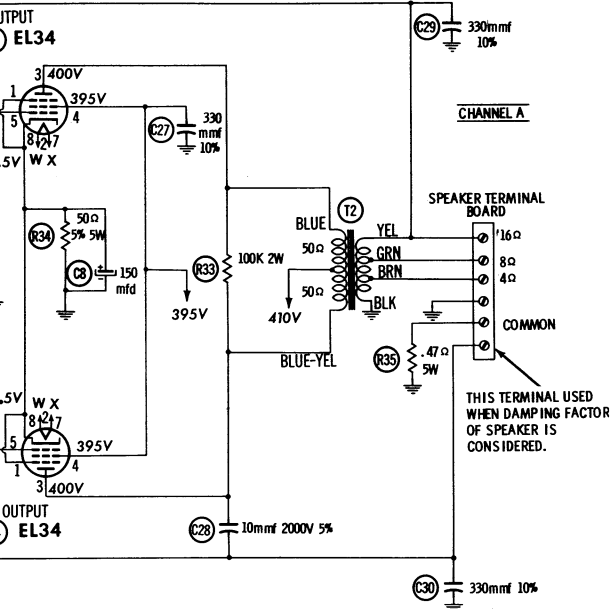 UTPUT
EL34
3
400V
1
5
395V
4
8 2 7
W X
.5V
C27
330
mmf
10%
C29
330mmf
10%
CHANNEL A
R34
50Ω
5% 5W
C8
150
mfd
R33
100K 2W
395V
T2
BLUE
50Ω
50Ω
410V
BLUE-YEL
YEL
GRN
BRN
BLK
SPEAKER TERMINAL
BOARD
16Ω
8Ω
4Ω
COMMON
R35
.47Ω
5W
THIS TERMINAL USED
WHEN DAMPING FACTOR
OF SPEAKER IS
CONSIDERED.
.5V
W X
8 2 7
5
1
395V
4
3
400V
OUTPUT
EL34
C28
10mmf 2000V 5%
C30
330mmf 10%